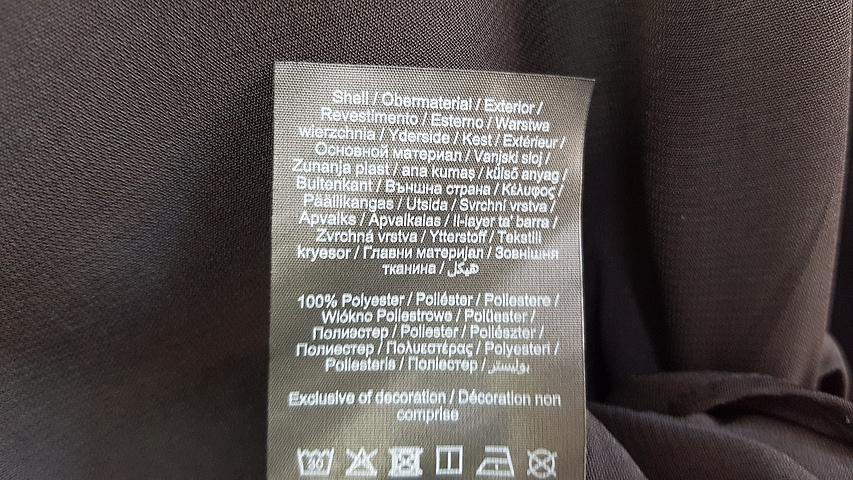 Shell / Obermaterial / Exterior /
Revestimento / Esterno / Warstwa
wierzchnia / Yderside / Kest / Extérieur /
Основной материал / Vanjski sloj /
Zunanja plast / ana kumaş / külső anyag /
Buitenkant / Външна страна / Κέλυφος /
Päällikangas / Utsida / Svrchní vrstva /
Apvalks / Apvalkalas / Il-layer ta' barra /
Zvrchná vrstva / Ytterstoff / Tekstili
kryesor / Главни материјал / Зовнішня
тканина / هيكل
100% Polyester / Poliéster / Poliestere /
Włókno Poliestrowe / Polüester /
Полиэстер / Poliester / Poliészter /
Полиестер / Πολυεστέρας / Polyesteri /
Poliesteris / Поліестер / بوليستر
Exclusive of decoration / Décoration non
comprise
30